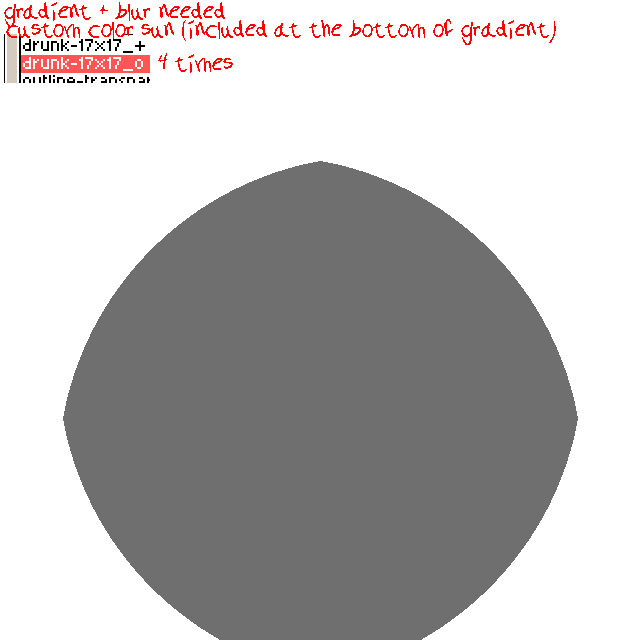 gradient + blur needed
custom color sun (included at the bottom of gradient)
drunk-17x17_+
drunk-17x17_o 4 times
outline-transpar